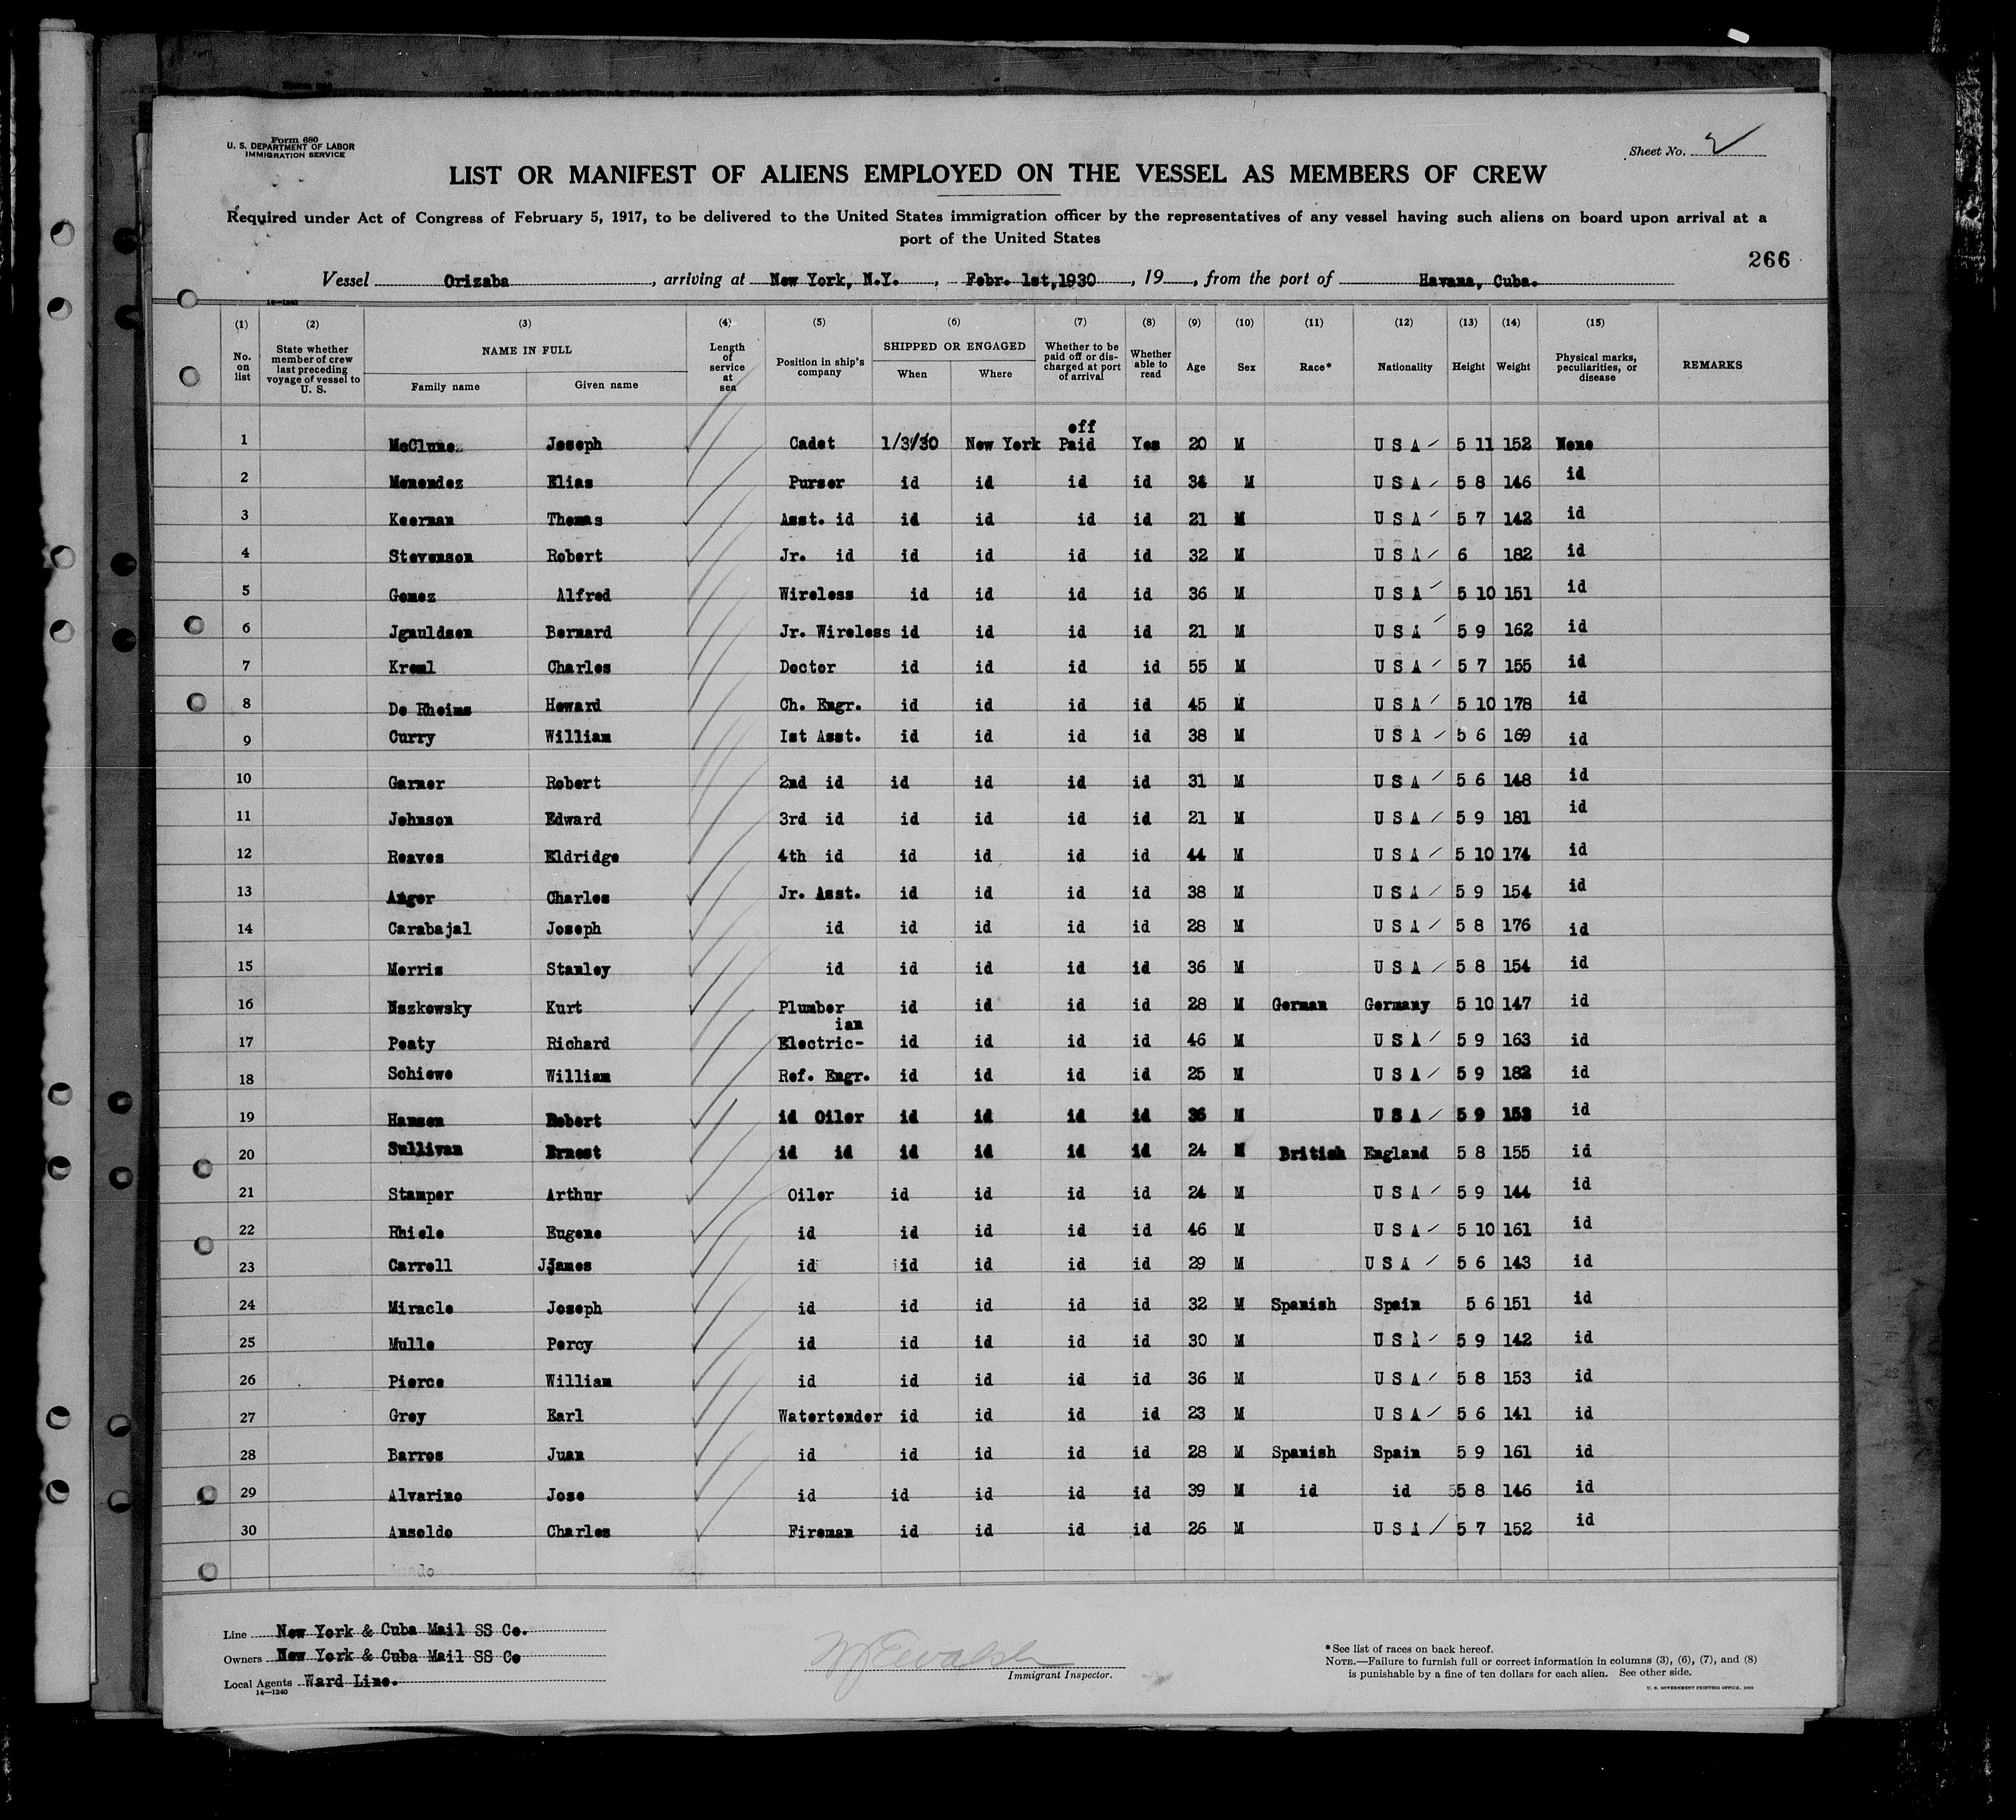 Form 680
U. S. DEPARTMENT OF LABOR
IMMIGRATION SERVICE
Sheet No. 2
LIST OR MANIFEST OF ALIENS EMPLOYED ON THE VESSEL AS MEMBERS OF CREW
Required under Act of Congress of February 5, 1917, to be delivered to the United States immigration officer by the representatives of any vessel having such aliens on board upon arrival at a
port of the United States
266
Vessel Orizaba, arriving at New York, N.Y., Febr. 1st,1930, 19, from the port of Havana, Cuba.
14-1240
(1) (2) (3) (4) (5) (6) (7) (8) (9) (10) (11) (12) (13) (14) (15)
No. on list State whether member of crew last preceding voyage of vessel to U. S. NAME IN FULL Family name Given name Length of service at sea Position in ship's company SHIPPED OR ENGAGED When Where Whether to be paid off or discharged at port of arrival Whether able to read Age Sex Race* Nationality Height Weight Physical marks, peculiarities, or disease REMARKS
off
1 McClune Joseph Cadet 1/3/30 New York Paid Yes 20 M U S A 5 11 152 None
2 Menendez Elias Purser id id id id 34 M U S A 5 8 146 id
3 Keernan Thomas Asst. id id id id id 21 M U S A 5 7 142 id
4 Stevenson Robert Jr. id id id id id 32 M U S A 6 182 id
5 Gomez Alfred Wireless id id id id 36 M U S A 5 10 151 id
6 Jgauldsen Bernard Jr. Wireless id id id id 21 M U S A 5 9 162 id
7 Kreml Charles Doctor id id id id 55 M U S A 5 7 155 id
8 De Rheims Howard Ch. Engr. id id id id 45 M U S A 5 10 178 id
9 Curry William Ist Asst. id id id id 38 M U S A 5 6 169 id
10 Garner Robert 2nd id id id id id 31 M U S A 5 6 148 id
11 Johnson Edward 3rd id id id id id 21 M U S A 5 9 181 id
12 Reaves Eldridge 4th id id id id id 44 M U S A 5 10 174 id
13 Anger Charles Jr. Asst. id id id id 38 M U S A 5 9 154 id
14 Carabajal Joseph id id id id id 28 M U S A 5 8 176 id
15 Morris Stanley id id id id id 36 M U S A 5 8 154 id
16 Nszkowsky Kurt Plumber id id id id 28 M German Germany 5 10 147 id
ian
17 Peaty Richard Electric- id id id id 46 M U S A 5 9 163 id
18 Schiewe William Ref. Engr. id id id id 25 M U S A 5 9 182 id
19 Hansen Robert id Oiler id id id id 36 M U S A 5 9 153 id
20 Sullivan Ernest id id id id id id 24 M British England 5 8 155 id
21 Stamper Arthur Oiler id id id id 24 M U S A 5 9 144 id
22 Rhiele Eugene id id id id id 46 M U S A 5 10 161 id
23 Carroll Jjames id id id id id 29 M U S A 5 6 143 id
24 Miracle Joseph id id id id id 32 M Spanish Spain 5 6 151 id
25 Mulle Percy id id id id id 30 M U S A 5 9 142 id
26 Pierce William id id id id id 36 M U S A 5 8 153 id
27 Grey Earl Watertender id id id id 23 M U S A 5 6 141 id
28 Barros Juan id id id id id 28 M Spanish Spain 5 9 161 id
29 Alvarino Jose id id id id id 39 M id id 5 8 146 id
30 Ansoldo Charles Fireman id id id id 26 M U S A 5 7 152 id
Line New York & Cuba Mail SS Co.
Owners New York & Cuba Mail SS Co
Local Agents Ward Line.
14—1240
Immigrant Inspector.
*See list of races on back hereof.
NOTE.—Failure to furnish full or correct information in columns (3), (6), (7), and (8)
is punishable by a fine of ten dollars for each alien. See other side.
U. S. GOVERNMENT PRINTING OFFICE